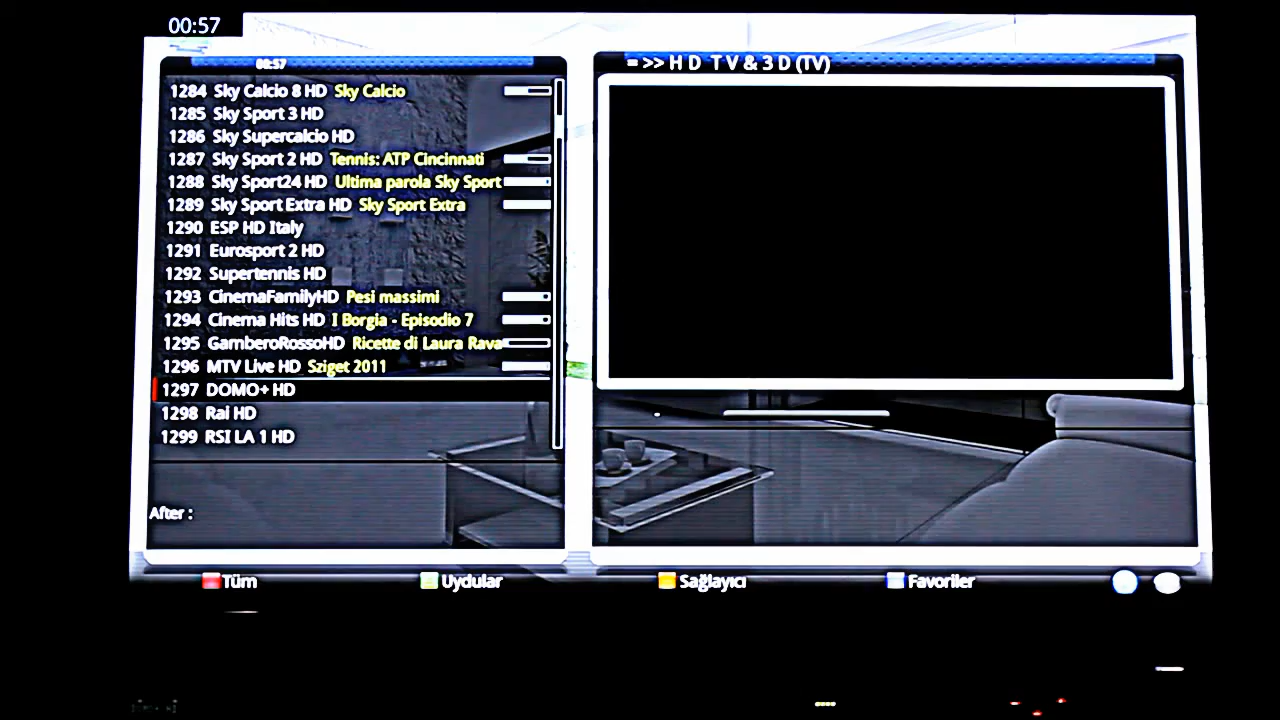 00:57
00:57
=>> H D T V & 3 D (TV)
1284 Sky Calcio 8 HD Sky Calcio
1285 Sky Sport 3 HD
1286 Sky Supercalcio HD
1287 Sky Sport 2 HD Tennis: ATP Cincinnati
1288 Sky Sport24 HD Ultima parola Sky Sport
1289 Sky Sport Extra HD Sky Sport Extra
1290 ESP HD Italy
1291 Eurosport 2 HD
1292 Supertennis HD
1293 CinemaFamilyHD Pesi massimi
1294 Cinema Hits HD I Borgia - Episodio 7
1295 GamberoRossoHD Ricette di Laura Rava
1296 MTV Live HD Sziget 2011
1297 DOMO+ HD
1298 Rai HD
1299 RSI LA 1 HD
After :
Tüm Uydular Sağlayıcı Favoriler